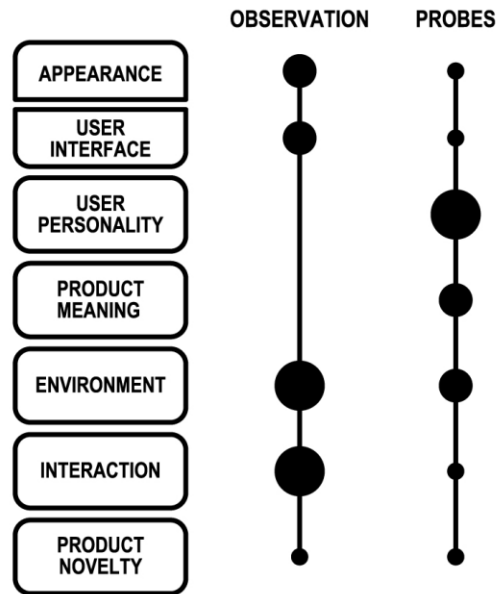 OBSERVATION PROBES
APPEARANCE
USER
INTERFACE
USER
PERSONALITY
PRODUCT
MEANING
ENVIRONMENT
INTERACTION
PRODUCT
NOVELTY